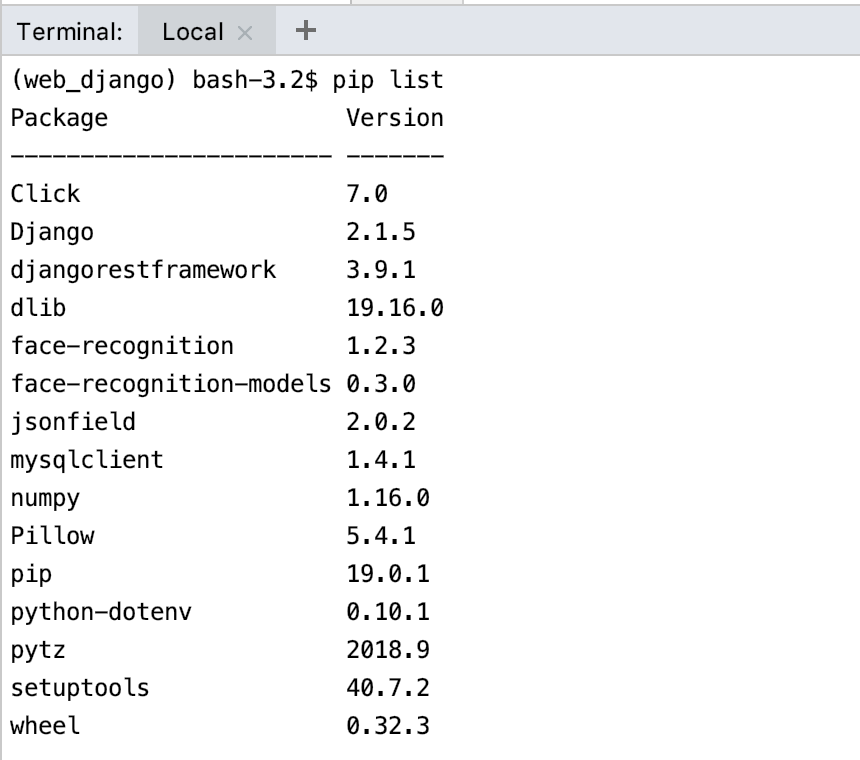 Terminal: Local × +
(web_django) bash-3.2$ pip list
Package                 Version
----------------------- -------
Click                   7.0
Django                  2.1.5
djangorestframework     3.9.1
dlib                    19.16.0
face-recognition        1.2.3
face-recognition-models 0.3.0
jsonfield               2.0.2
mysqlclient             1.4.1
numpy                   1.16.0
Pillow                  5.4.1
pip                     19.0.1
python-dotenv           0.10.1
pytz                    2018.9
setuptools              40.7.2
wheel                   0.32.3